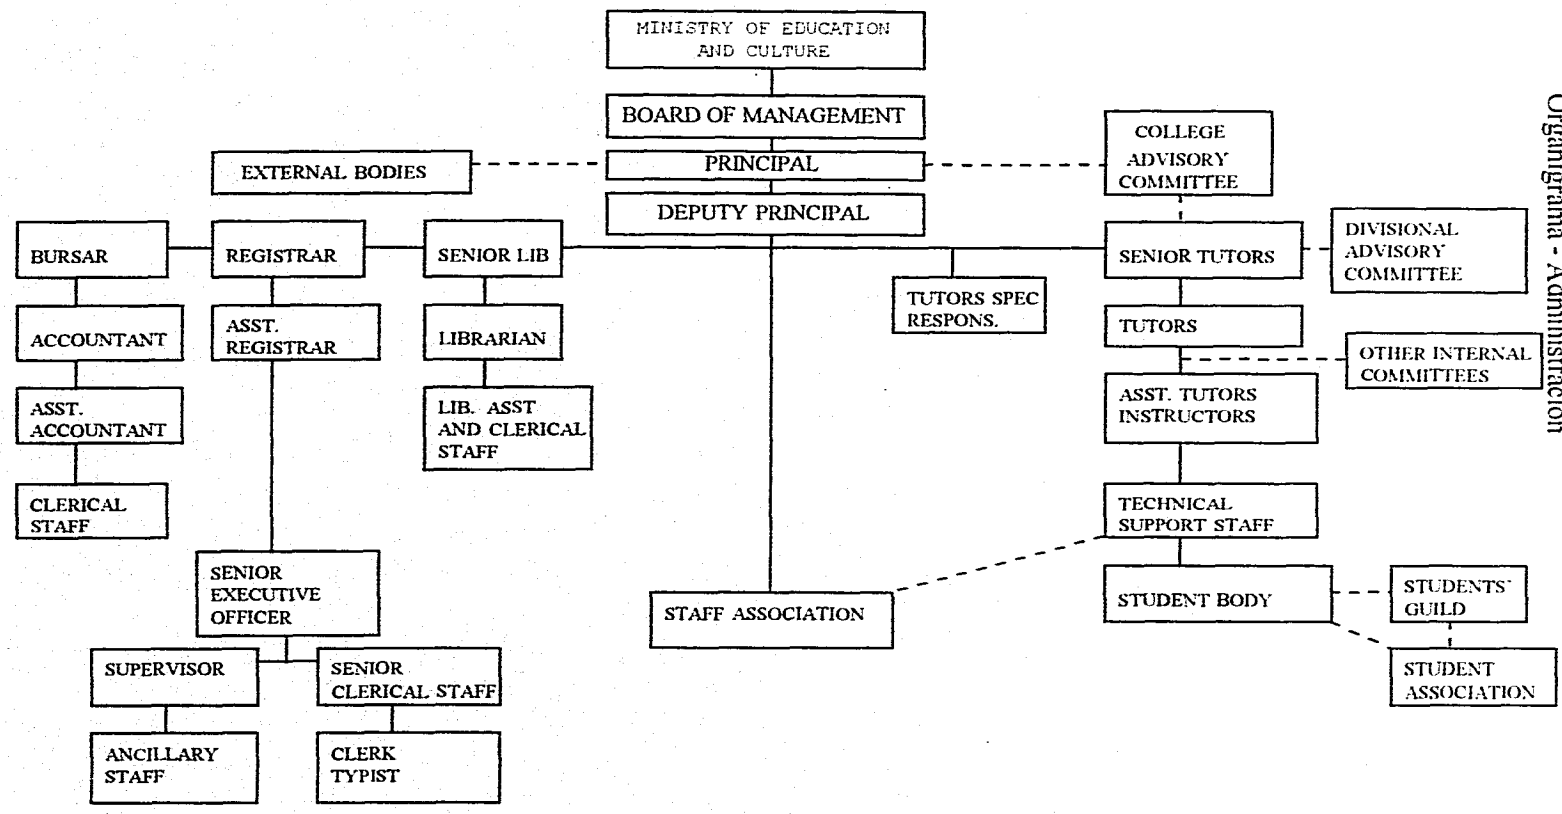 MINISTRY OF EDUCATION
AND CULTURE
BOARD OF MANAGEMENT
PRINCIPAL
DEPUTY PRINCIPAL
EXTERNAL BODIES
COLLEGE
ADVISORY
COMMITTEE
BURSAR
REGISTRAR
SENIOR LIB
SENIOR TUTORS
DIVISIONAL
ADVISORY
COMMITTEE
TUTORS SPEC
RESPONS.
ACCOUNTANT
ASST.
REGISTRAR
LIBRARIAN
TUTORS
OTHER INTERNAL
COMMITTEES
ASST.
ACCOUNTANT
LIB. ASST
AND CLERICAL
STAFF
ASST. TUTORS
INSTRUCTORS
CLERICAL
STAFF
TECHNICAL
SUPPORT STAFF
SENIOR
EXECUTIVE
OFFICER
STAFF ASSOCIATION
STUDENT BODY
STUDENTS'
GUILD
SUPERVISOR
SENIOR
CLERICAL STAFF
STUDENT
ASSOCIATION
ANCILLARY
STAFF
CLERK
TYPIST
Organigrama - Administración